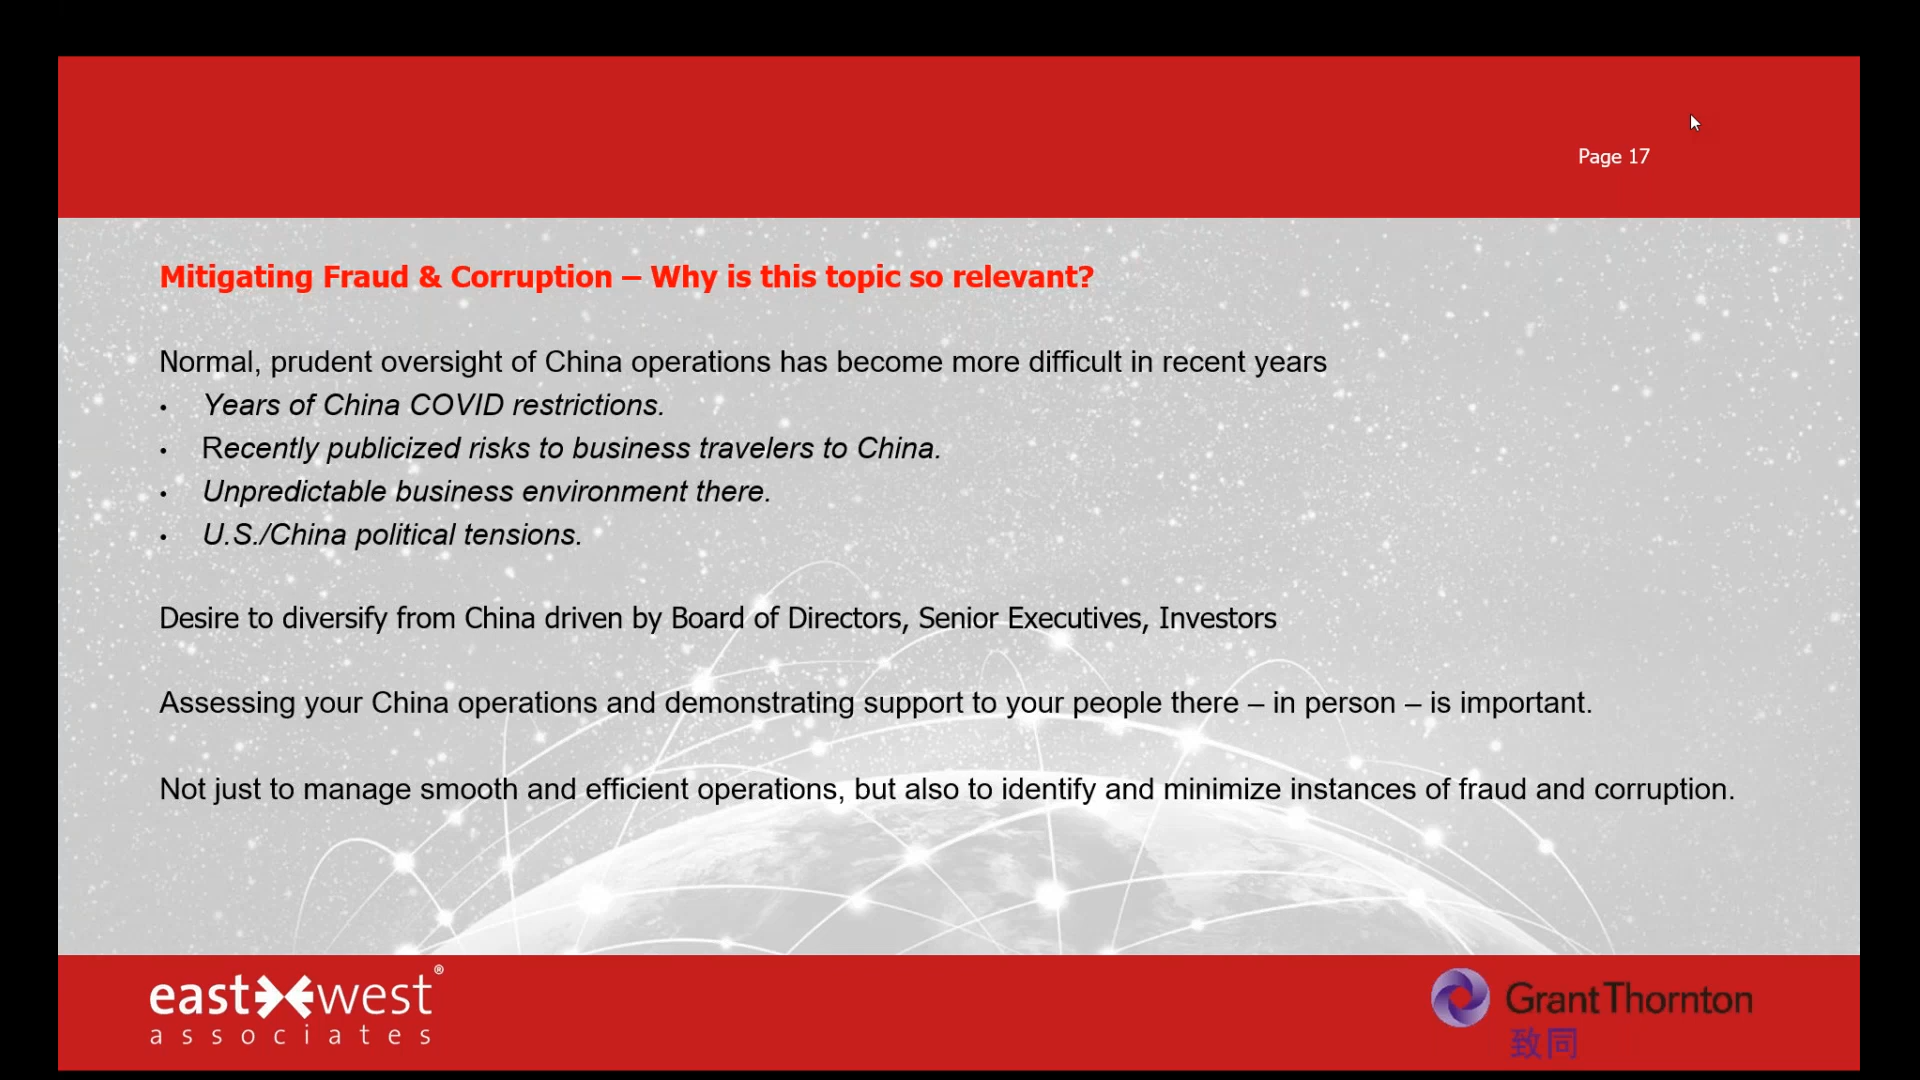 Page 17
Mitigating Fraud & Corruption – Why is this topic so relevant?
Normal, prudent oversight of China operations has become more difficult in recent years
• Years of China COVID restrictions.
• Recently publicized risks to business travelers to China.
• Unpredictable business environment there.
• U.S./China political tensions.
Desire to diversify from China driven by Board of Directors, Senior Executives, Investors
Assessing your China operations and demonstrating support to your people there – in person – is important.
Not just to manage smooth and efficient operations, but also to identify and minimize instances of fraud and corruption.
east west®
associates
Grant Thornton
致同